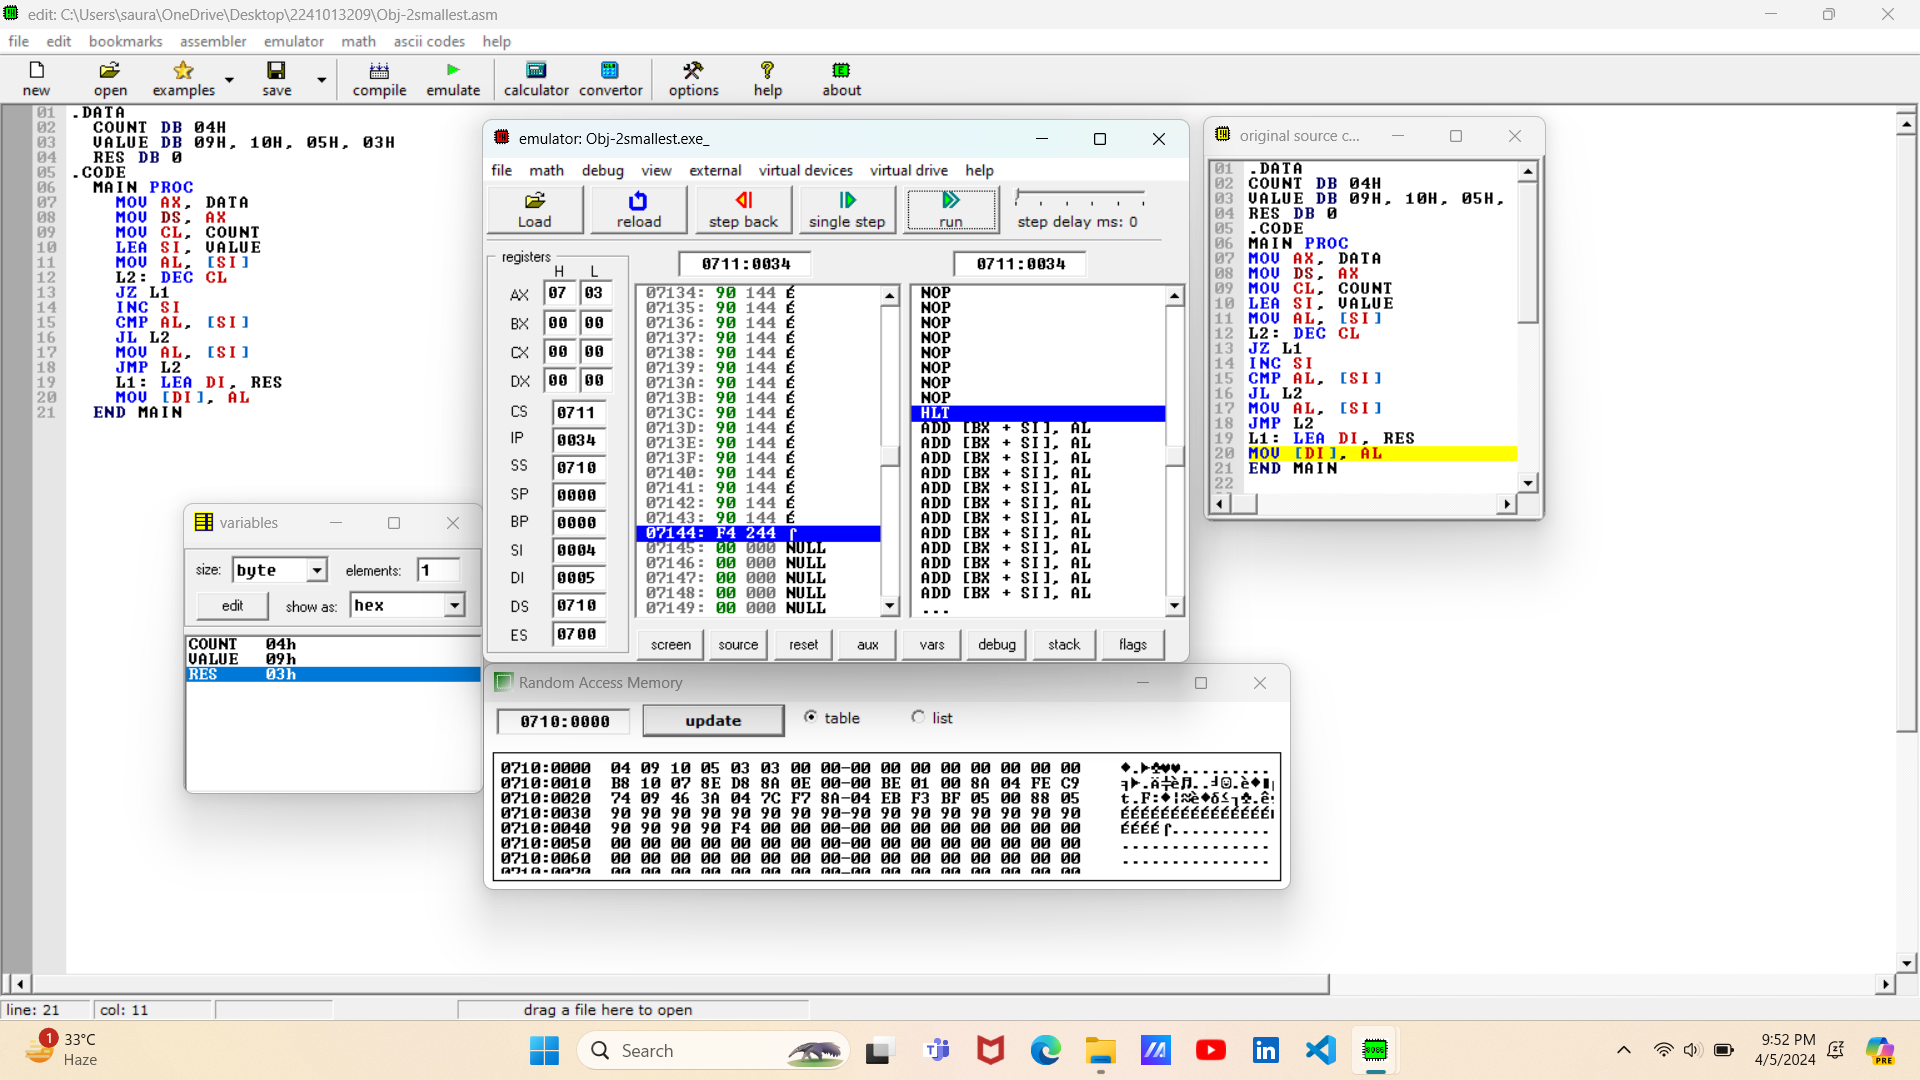 edit: C:\Users\saura\OneDrive\Desktop\2241013209\Obj-2smallest.asm
file edit bookmarks assembler emulator math ascii codes help
new open examples save compile emulate calculator convertor options help about
01 .DATA
02 COUNT DB 04H
03 VALUE DB 09H, 10H, 05H, 03H
04 RES DB 0
05 .CODE
06 MAIN PROC
07 MOV AX, DATA
08 MOV DS, AX
09 MOV CL, COUNT
10 LEA SI, VALUE
11 MOV AL, [SI]
12 L2: DEC CL
13 JZ L1
14 INC SI
15 CMP AL, [SI]
16 JL L2
17 MOV AL, [SI]
18 JMP L2
19 L1: LEA DI, RES
20 MOV [DI], AL
21 END MAIN
emulator: Obj-2smallest.exe_
file math debug view external virtual devices virtual drive help
Load reload step back single step run step delay ms: 0
registers
H L
AX 07 03
BX 00 00
CX 00 00
DX 00 00
CS 0711
IP 0034
SS 0710
SP 0000
BP 0000
SI 0004
DI 0005
DS 0710
ES 0700
0711:0034
07134: 90 144 É
07135: 90 144 É
07136: 90 144 É
07137: 90 144 É
07138: 90 144 É
07139: 90 144 É
0713A: 90 144 É
0713B: 90 144 É
0713C: 90 144 É
0713D: 90 144 É
0713E: 90 144 É
0713F: 90 144 É
07140: 90 144 É
07141: 90 144 É
07142: 90 144 É
07143: 90 144 É
07144: F4 244 ⌠
07145: 00 000 NULL
07146: 00 000 NULL
07147: 00 000 NULL
07148: 00 000 NULL
07149: 00 000 NULL
0711:0034
NOP
NOP
NOP
NOP
NOP
NOP
NOP
NOP
HLT
ADD [BX + SI], AL
ADD [BX + SI], AL
ADD [BX + SI], AL
ADD [BX + SI], AL
ADD [BX + SI], AL
ADD [BX + SI], AL
ADD [BX + SI], AL
ADD [BX + SI], AL
ADD [BX + SI], AL
ADD [BX + SI], AL
ADD [BX + SI], AL
ADD [BX + SI], AL
...
screen source reset aux vars debug stack flags
original source c...
01 .DATA
02 COUNT DB 04H
03 VALUE DB 09H, 10H, 05H,
04 RES DB 0
05 .CODE
06 MAIN PROC
07 MOV AX, DATA
08 MOV DS, AX
09 MOV CL, COUNT
10 LEA SI, VALUE
11 MOV AL, [SI]
12 L2: DEC CL
13 JZ L1
14 INC SI
15 CMP AL, [SI]
16 JL L2
17 MOV AL, [SI]
18 JMP L2
19 L1: LEA DI, RES
20 MOV [DI], AL
21 END MAIN
22
variables
size: byte elements: 1
edit show as: hex
COUNT 04h
VALUE 09h
RES 03h
Random Access Memory
0710:0000 update table list
0710:0000 04 09 10 05 03 03 00 00-00 00 00 00 00 00 00 00
0710:0010 B8 10 07 8E D8 8A 0E 00-00 BE 01 00 8A 04 FE C9
0710:0020 74 09 46 3A 04 7C F7 8A-04 EB F3 BF 05 00 88 05
0710:0030 90 90 90 90 90 90 90 90-90 90 90 90 90 90 90 90
0710:0040 90 90 90 90 F4 00 00 00-00 00 00 00 00 00 00 00
0710:0050 00 00 00 00 00 00 00 00-00 00 00 00 00 00 00 00
0710:0060 00 00 00 00 00 00 00 00-00 00 00 00 00 00 00 00
line: 21 col: 11 drag a file here to open
1
33°C
Haze
Search
9:52 PM
4/5/2024
PRE